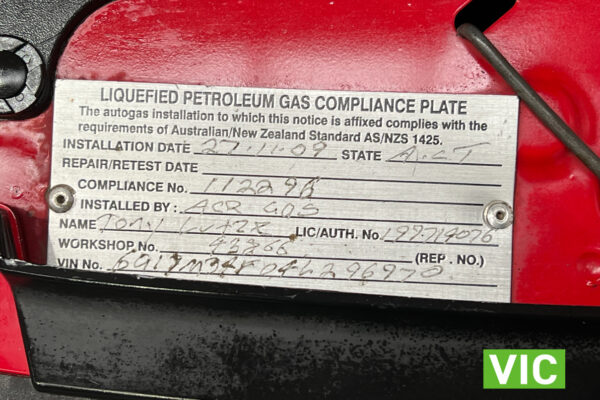 LIQUEFIED PETROLEUM GAS COMPLIANCE PLATE
The autogas installation to which this notice is affixed complies with the
requirements of Australian/New Zealand Standard AS/NZS 1425.
INSTALLATION DATE 27.11.09 STATE A.C.T
REPAIR/RETEST DATE
COMPLIANCE No. 112296
INSTALLED BY: ACR GAS
NAME TONY LIC/AUTH. No. 199714076
WORKSHOP No. (REP. NO.)
VIN No.
VIC